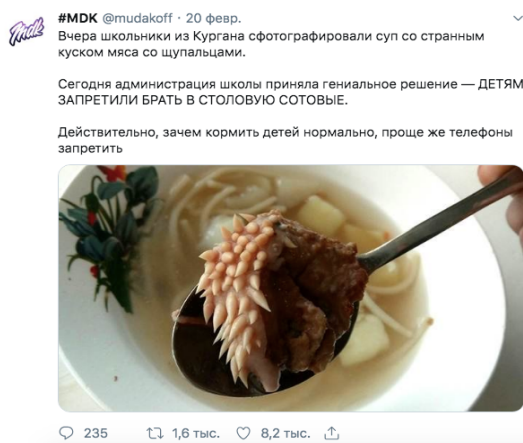 Mdk
#MDK @mudakoff · 20 февр.
Вчера школьники из Кургана сфотографировали суп со странным
куском мяса со щупальцами.
Сегодня администрация школы приняла гениальное решение — ДЕТЯМ
ЗАПРЕТИЛИ БРАТЬ В СТОЛОВУЮ СОТОВЫЕ.
Действительно, зачем кормить детей нормально, проще же телефоны
запретить
235 1,6 тыс. 8,2 тыс.